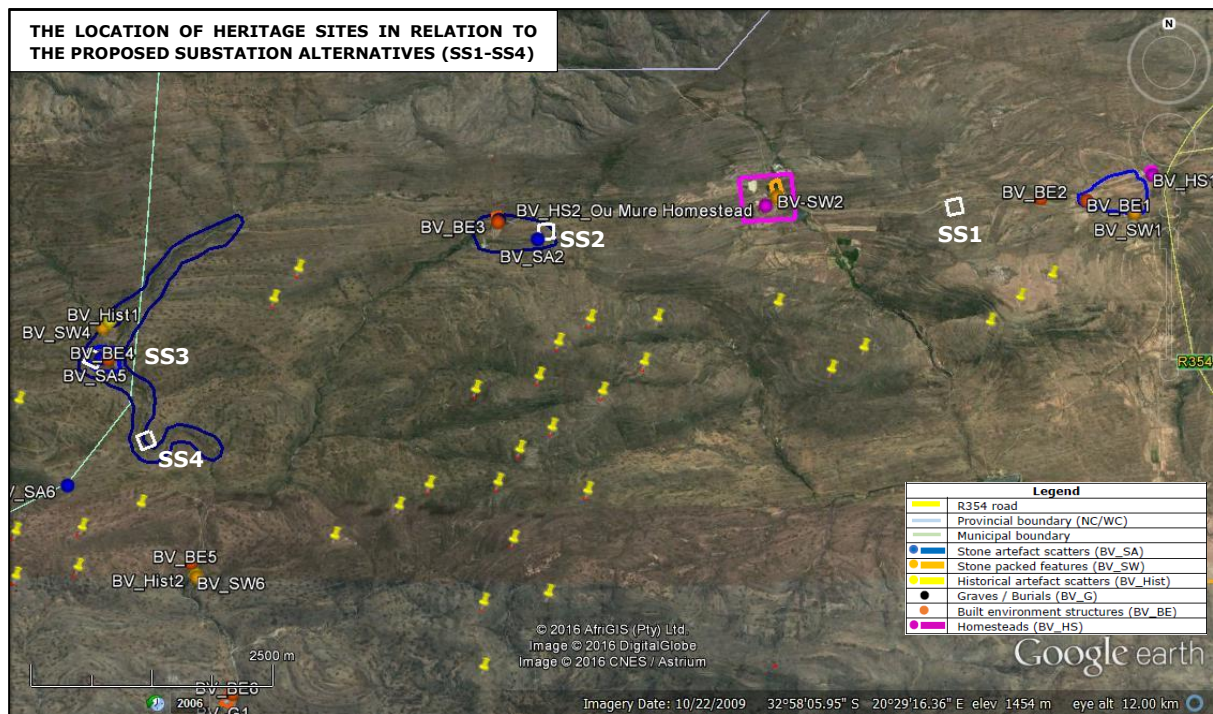 THE LOCATION OF HERITAGE SITES IN RELATION TO
THE PROPOSED SUBSTATION ALTERNATIVES (SS1-SS4)
N
BV_HS1
BV_BE2
BV_BE1
BV_SW1
SS1
BV_HS2_Ou Mure Homestead
BV-SW2
BV_BE3
SS2
BV_SA2
BV_Hist1
BV_SW4
BV_BE4
SS3
BV_SA5
R354
SS4
V_SA6
BV_BE5
BV_Hist2
BV_SW6
BV_BE6
BV_G1
Legend
R354 road
Provincial boundary (NC/WC)
Municipal boundary
Stone artefact scatters (BV_SA)
Stone packed features (BV_SW)
Historical artefact scatters (BV_Hist)
Graves / Burials (BV_G)
Built environment structures (BV_BE)
Homesteads (BV_HS)
© 2016 AfriGIS (Pty) Ltd.
Image © 2016 DigitalGlobe
Image © 2016 CNES / Astrium
Google earth
2500 m
2006
Imagery Date: 10/22/2009 32°58'05.95" S 20°29'16.36" E elev 1454 m eye alt 12.00 km